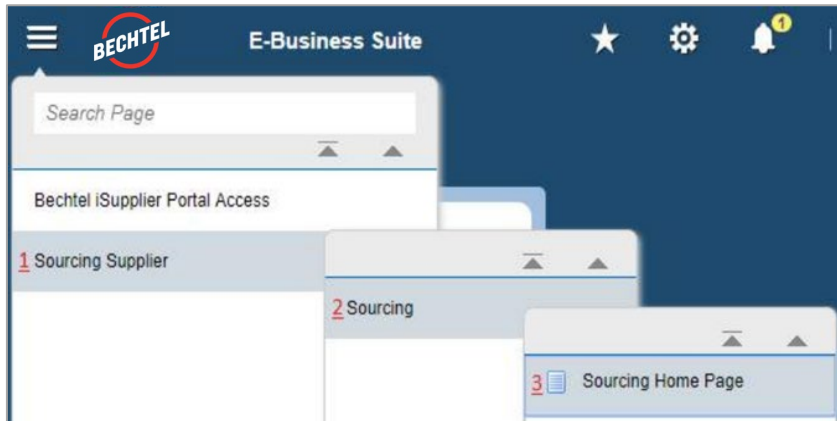 BECHTEL
E-Business Suite
1
Search Page
Bechtel iSupplier Portal Access
1 Sourcing Supplier
2 Sourcing
3 Sourcing Home Page